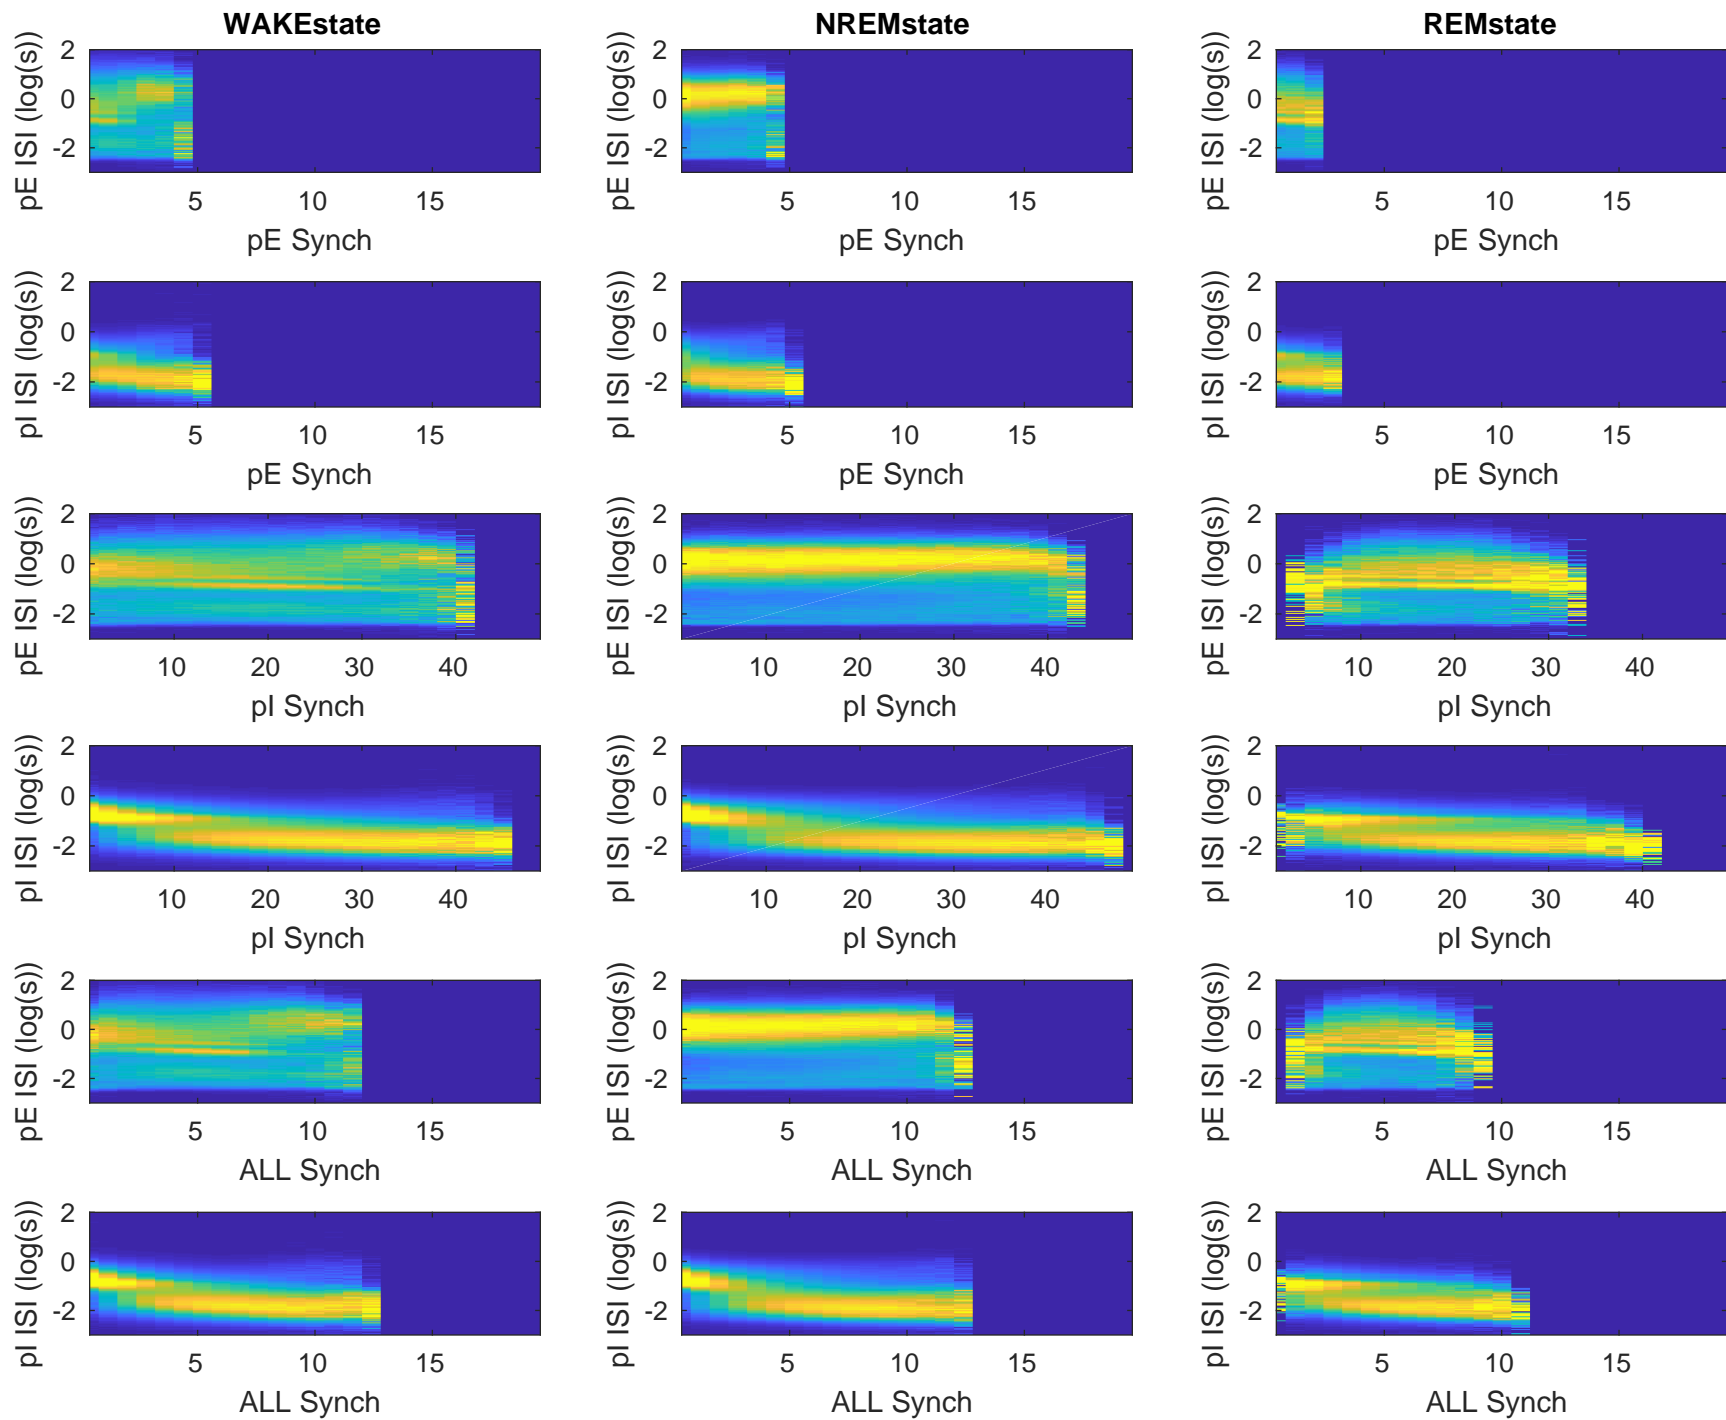 WAKEstate NREMstate REMstate
pE ISI (log(s)) 2 0 -2 pE ISI (log(s)) 2 0 -2 pE ISI (log(s)) 2 0 -2
5 10 15 5 10 15 5 10 15
pE Synch pE Synch pE Synch
pI ISI (log(s)) 2 0 -2 pI ISI (log(s)) 2 0 -2 pI ISI (log(s)) 2 0 -2
5 10 15 5 10 15 5 10 15
pE Synch pE Synch pE Synch
pE ISI (log(s)) 2 0 -2 pE ISI (log(s)) 2 0 -2 pE ISI (log(s)) 2 0 -2
10 20 30 40 10 20 30 40 10 20 30 40
pI Synch pI Synch pI Synch
pI ISI (log(s)) 2 0 -2 pI ISI (log(s)) 2 0 -2 pI ISI (log(s)) 2 0 -2
10 20 30 40 10 20 30 40 10 20 30 40
pI Synch pI Synch pI Synch
pE ISI (log(s)) 2 0 -2 pE ISI (log(s)) 2 0 -2 pE ISI (log(s)) 2 0 -2
5 10 15 5 10 15 5 10 15
ALL Synch ALL Synch ALL Synch
pI ISI (log(s)) 2 0 -2 pI ISI (log(s)) 2 0 -2 pI ISI (log(s)) 2 0 -2
5 10 15 5 10 15 5 10 15
ALL Synch ALL Synch ALL Synch